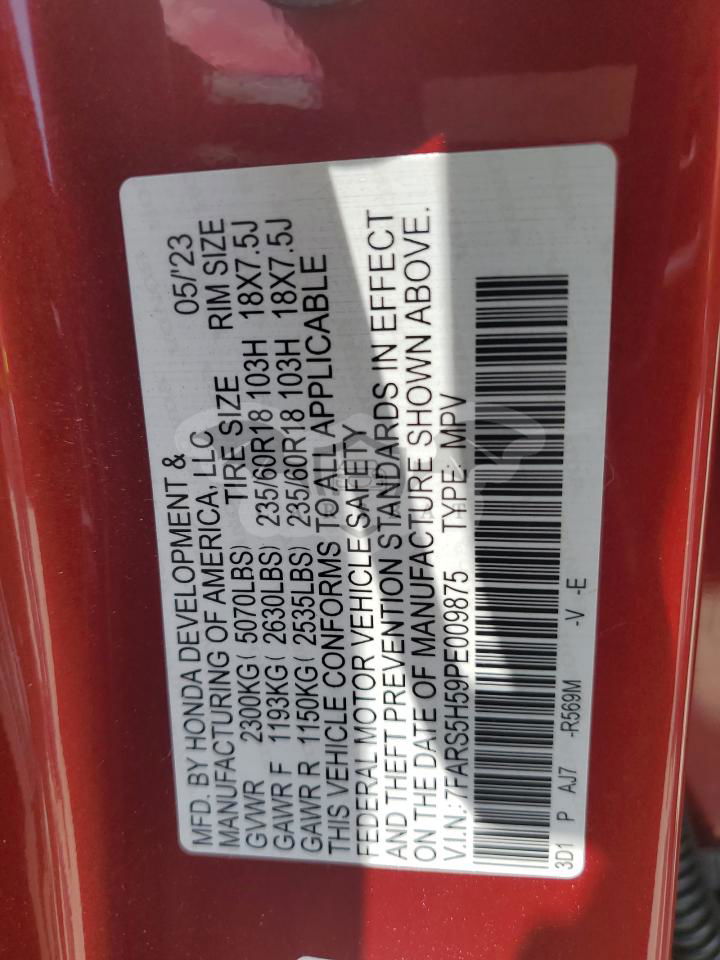 MFD. BY HONDA DEVELOPMENT & 05/'23
MANUFACTURING OF AMERICA, LLC
GVWR 2300KG( 5070LBS) TIRE SIZE RIM SIZE
GAWR F 1193KG( 2630LBS) 235/60R18 103H 18X7.5J
GAWR R 1150KG( 2535LBS) 235/60R18 103H 18X7.5J
THIS VEHICLE CONFORMS TO ALL APPLICABLE
FEDERAL MOTOR VEHICLE SAFETY
AND THEFT PREVENTION STANDARDS IN EFFECT
ON THE DATE OF MANUFACTURE SHOWN ABOVE.
V.I.N.:7FARS5H59PE009875 TYPE: MPV
3D1 P AJ7 -R569M -V -E